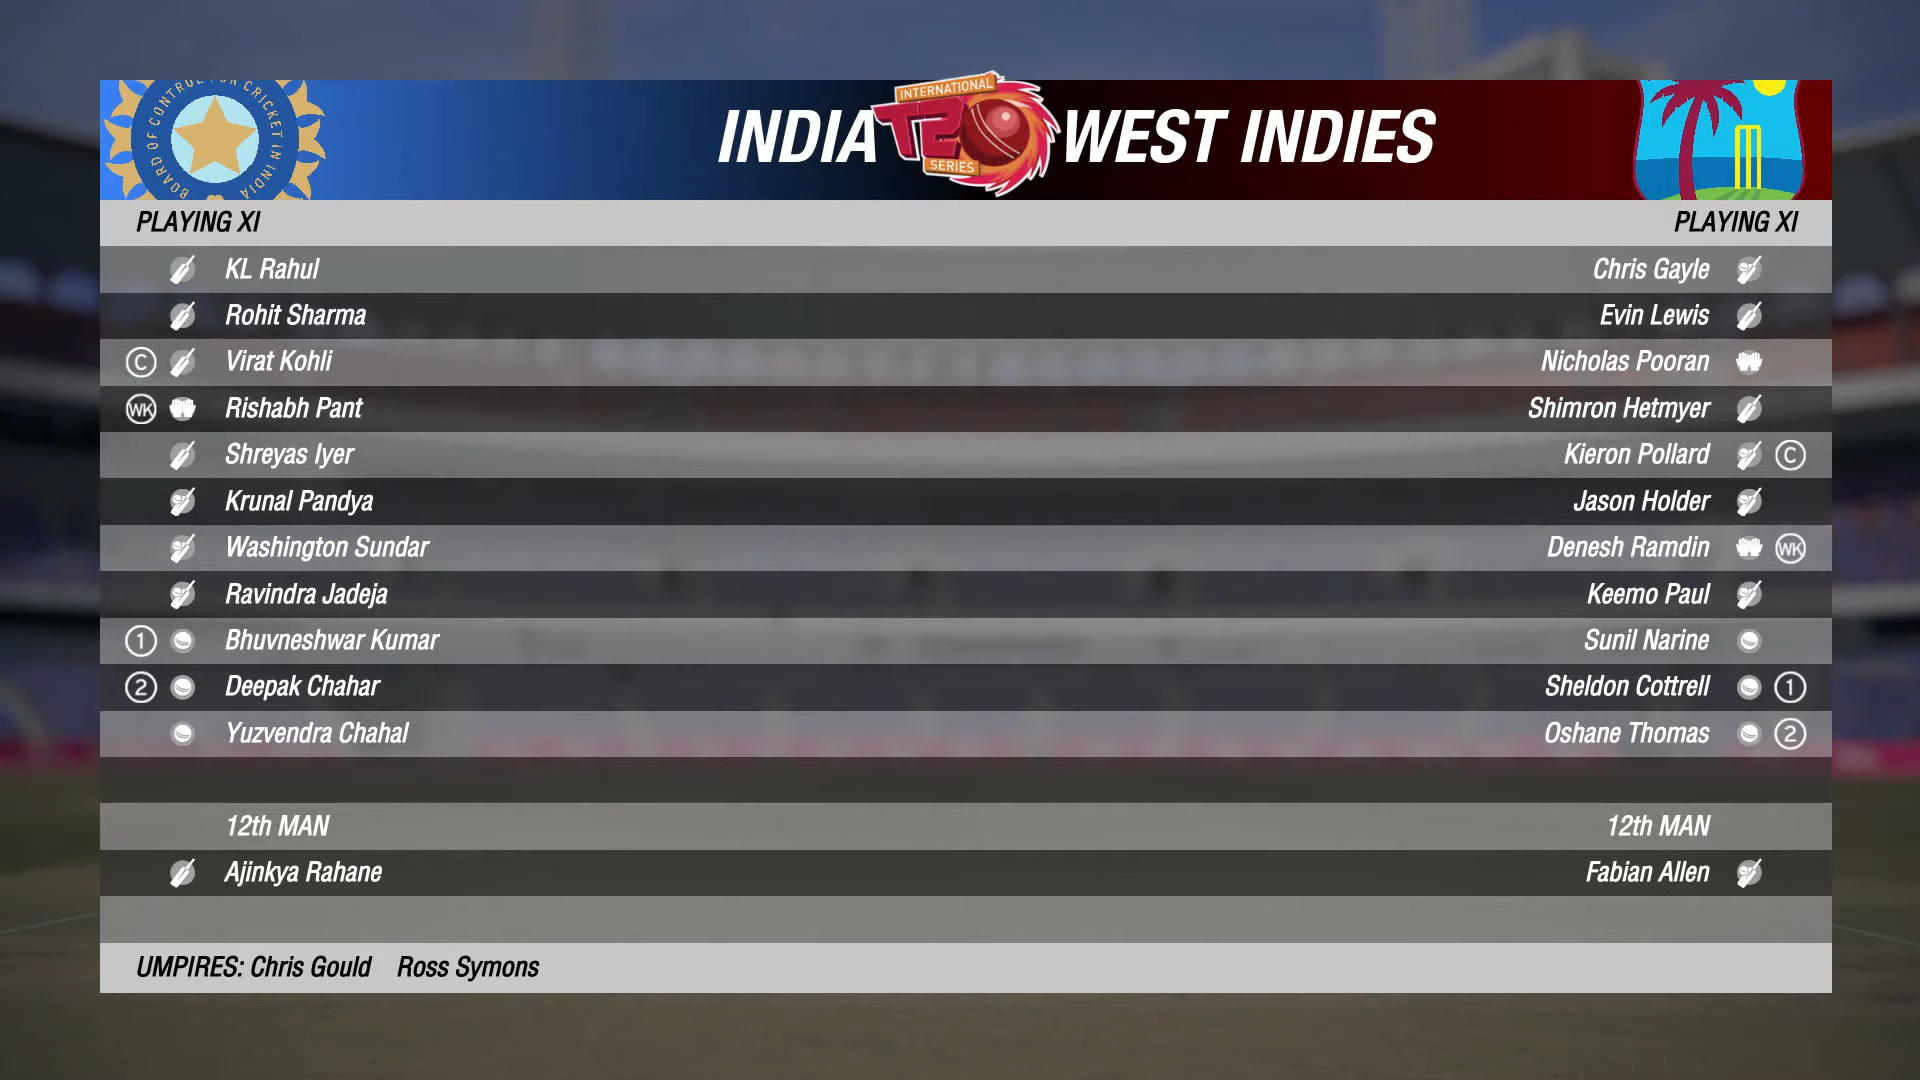 BOARD OF CONTROL FOR CRICKET IN INDIA
INDIA
INTERNATIONAL
T20
SERIES
WEST INDIES
PLAYING XI PLAYING XI
KL Rahul Chris Gayle
Rohit Sharma Evin Lewis
C Virat Kohli Nicholas Pooran
WK Rishabh Pant Shimron Hetmyer
Shreyas Iyer Kieron Pollard C
Krunal Pandya Jason Holder
Washington Sundar Denesh Ramdin WK
Ravindra Jadeja Keemo Paul
1 Bhuvneshwar Kumar Sunil Narine
2 Deepak Chahar Sheldon Cottrell 1
Yuzvendra Chahal Oshane Thomas 2
12th MAN 12th MAN
Ajinkya Rahane Fabian Allen
UMPIRES: Chris Gould Ross Symons